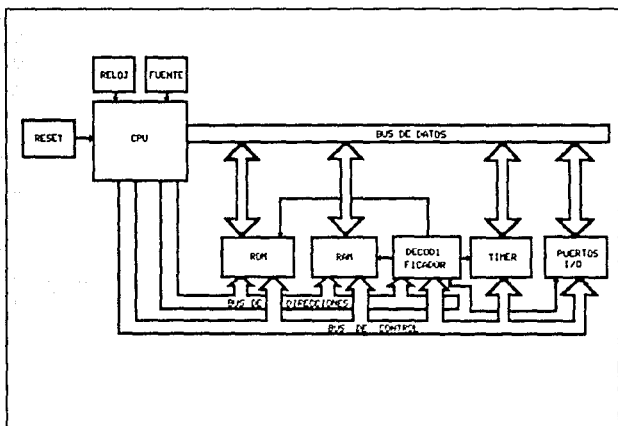 RELOJ
FUENTE
RESET
CPU
BUS DE DATOS
ROM
RAM
DECODI
FICADOR
TIMER
PUERTOS
I/O
BUS DE DIRECCIONES
BUS DE CONTROL